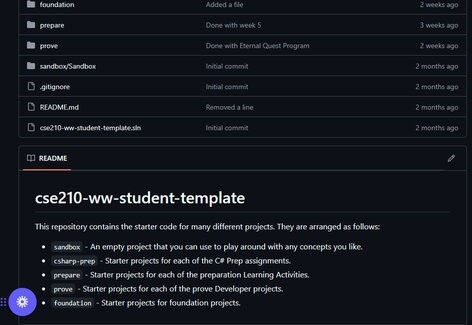 foundation Added a file 2 weeks ago
prepare Done with week 5 3 weeks ago
prove Done with Eternal Quest Program 2 weeks ago
sandbox/Sandbox Initial commit 2 months ago
.gitignore Initial commit 2 months ago
README.md Removed a line 2 months ago
cse210-ww-student-template.sln Initial commit 2 months ago
README
cse210-ww-student-template
This repository contains the starter code for many different projects. They are arranged as follows:
• sandbox - An empty project that you can use to play around with any concepts you like.
• csharp-prep - Starter projects for each of the C# Prep assignments.
• prepare - Starter projects for each of the preparation Learning Activities.
• prove - Starter projects for each of the prove Developer projects.
• foundation - Starter projects for foundation projects.